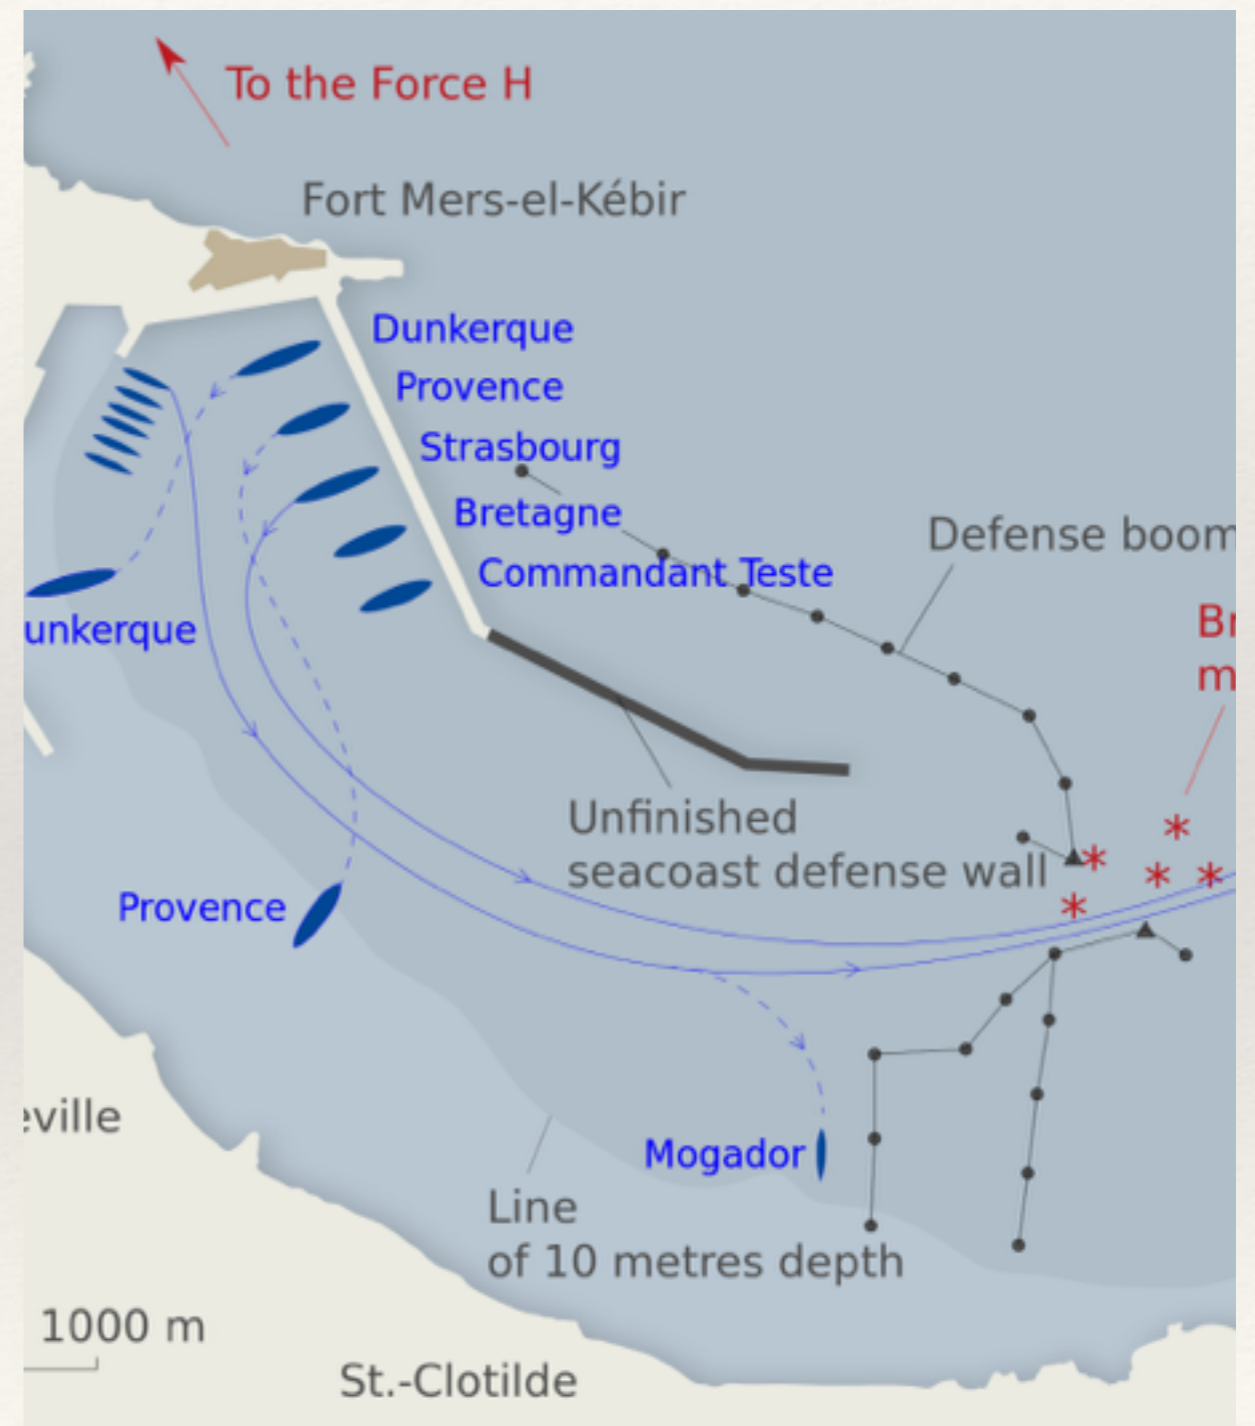 To the Force H
Fort Mers-el-Kébir
Dunkerque
Provence
Strasbourg
Bretagne
Commandant Teste
Defense boom
unkerque
Br
m
Unfinished
seacoast defense wall
Provence
eville
Mogador
Line
of 10 metres depth
1000 m
St.-Clotilde